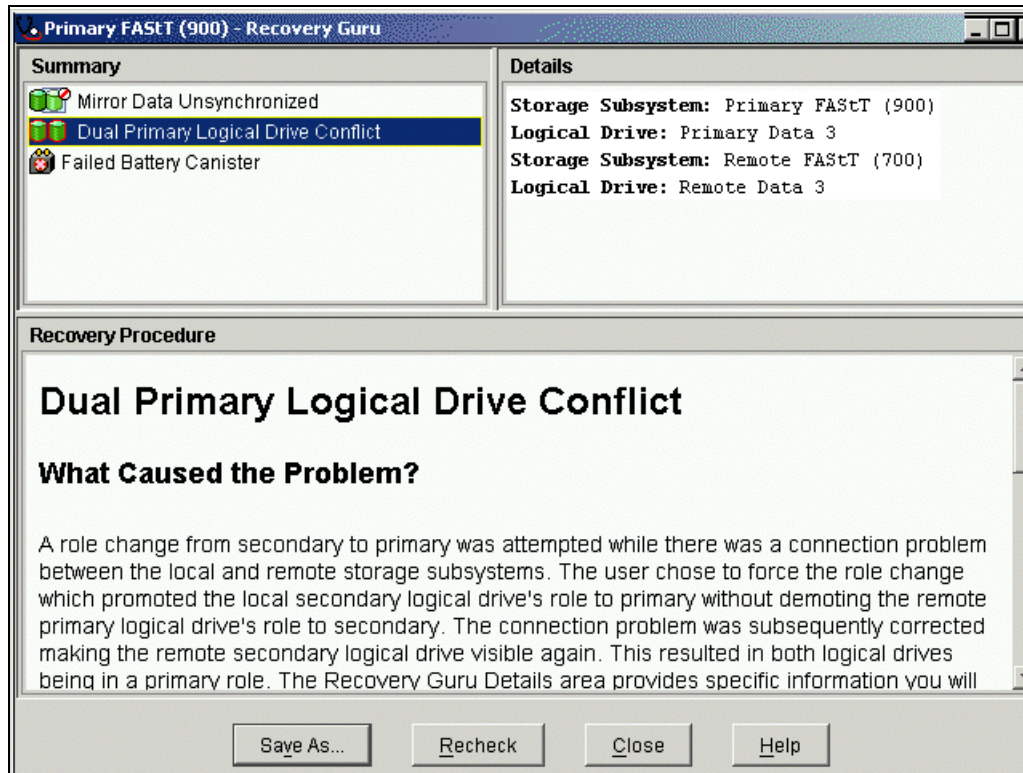 Primary FAStT (900) - Recovery Guru
Summary
Mirror Data Unsynchronized
Dual Primary Logical Drive Conflict
Failed Battery Canister
Details
Storage Subsystem: Primary FAStT (900)
Logical Drive: Primary Data 3
Storage Subsystem: Remote FAStT (700)
Logical Drive: Remote Data 3
Recovery Procedure
Dual Primary Logical Drive Conflict
What Caused the Problem?
A role change from secondary to primary was attempted while there was a connection problem
between the local and remote storage subsystems. The user chose to force the role change
which promoted the local secondary logical drive's role to primary without demoting the remote
primary logical drive's role to secondary. The connection problem was subsequently corrected
making the remote secondary logical drive visible again. This resulted in both logical drives
being in a primary role. The Recovery Guru Details area provides specific information you will
Save As...
Recheck
Close
Help